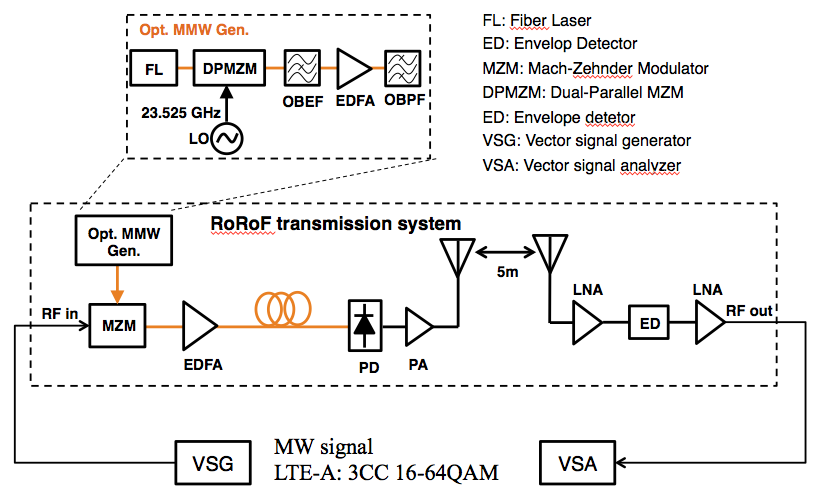 Opt. MMW Gen.
FL
DPMZM
OBEF
EDFA
OBPF
23.525 GHz
LO
FL: Fiber Laser
ED: Envelop Detector
MZM: Mach-Zehnder Modulator
DPMZM: Dual-Parallel MZM
ED: Envelope detetor
VSG: Vector signal generator
VSA: Vector signal analvzer
RoRoF transmission system
Opt. MMW
Gen.
5m
RF in
MZM
EDFA
PD
PA
LNA
ED
LNA
RF out
VSG
MW signal
LTE-A: 3CC 16-64QAM
VSA